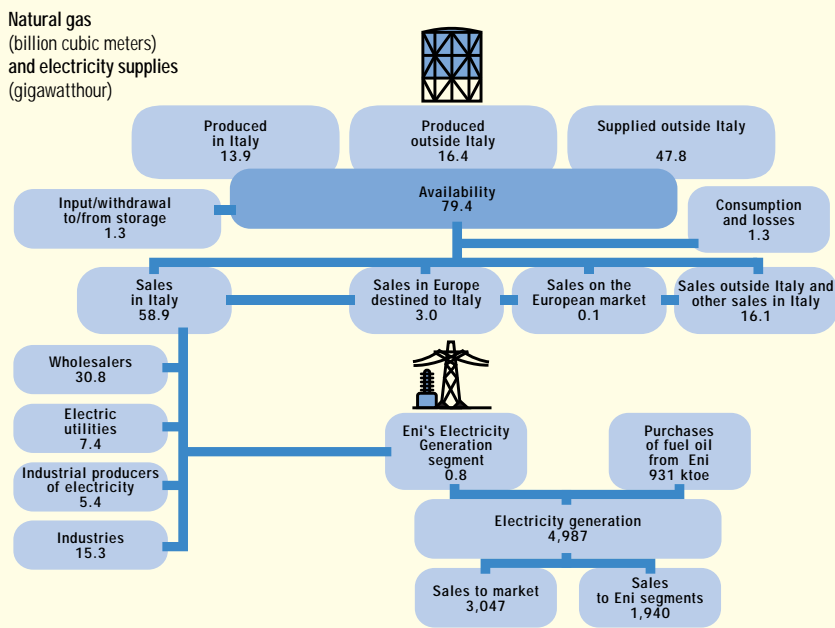 Natural gas
(billion cubic meters)
and electricity supplies
(gigawatthour)
Produced
in Italy
13.9
Produced
outside Italy
16.4
Supplied outside Italy
47.8
Availability
79.4
Input/withdrawal
to/from storage
1.3
Consumption
and losses
1.3
Sales
in Italy
58.9
Sales in Europe
destined to Italy
3.0
Sales on the
European market
0.1
Sales outside Italy and
other sales in Italy
16.1
Wholesalers
30.8
Electric
utilities
7.4
Industrial producers
of electricity
5.4
Industries
15.3
Eni's Electricity
Generation
segment
0.8
Purchases
of fuel oil
from Eni
931 ktoe
Electricity generation
4,987
Sales to market
3,047
Sales
to Eni segments
1,940